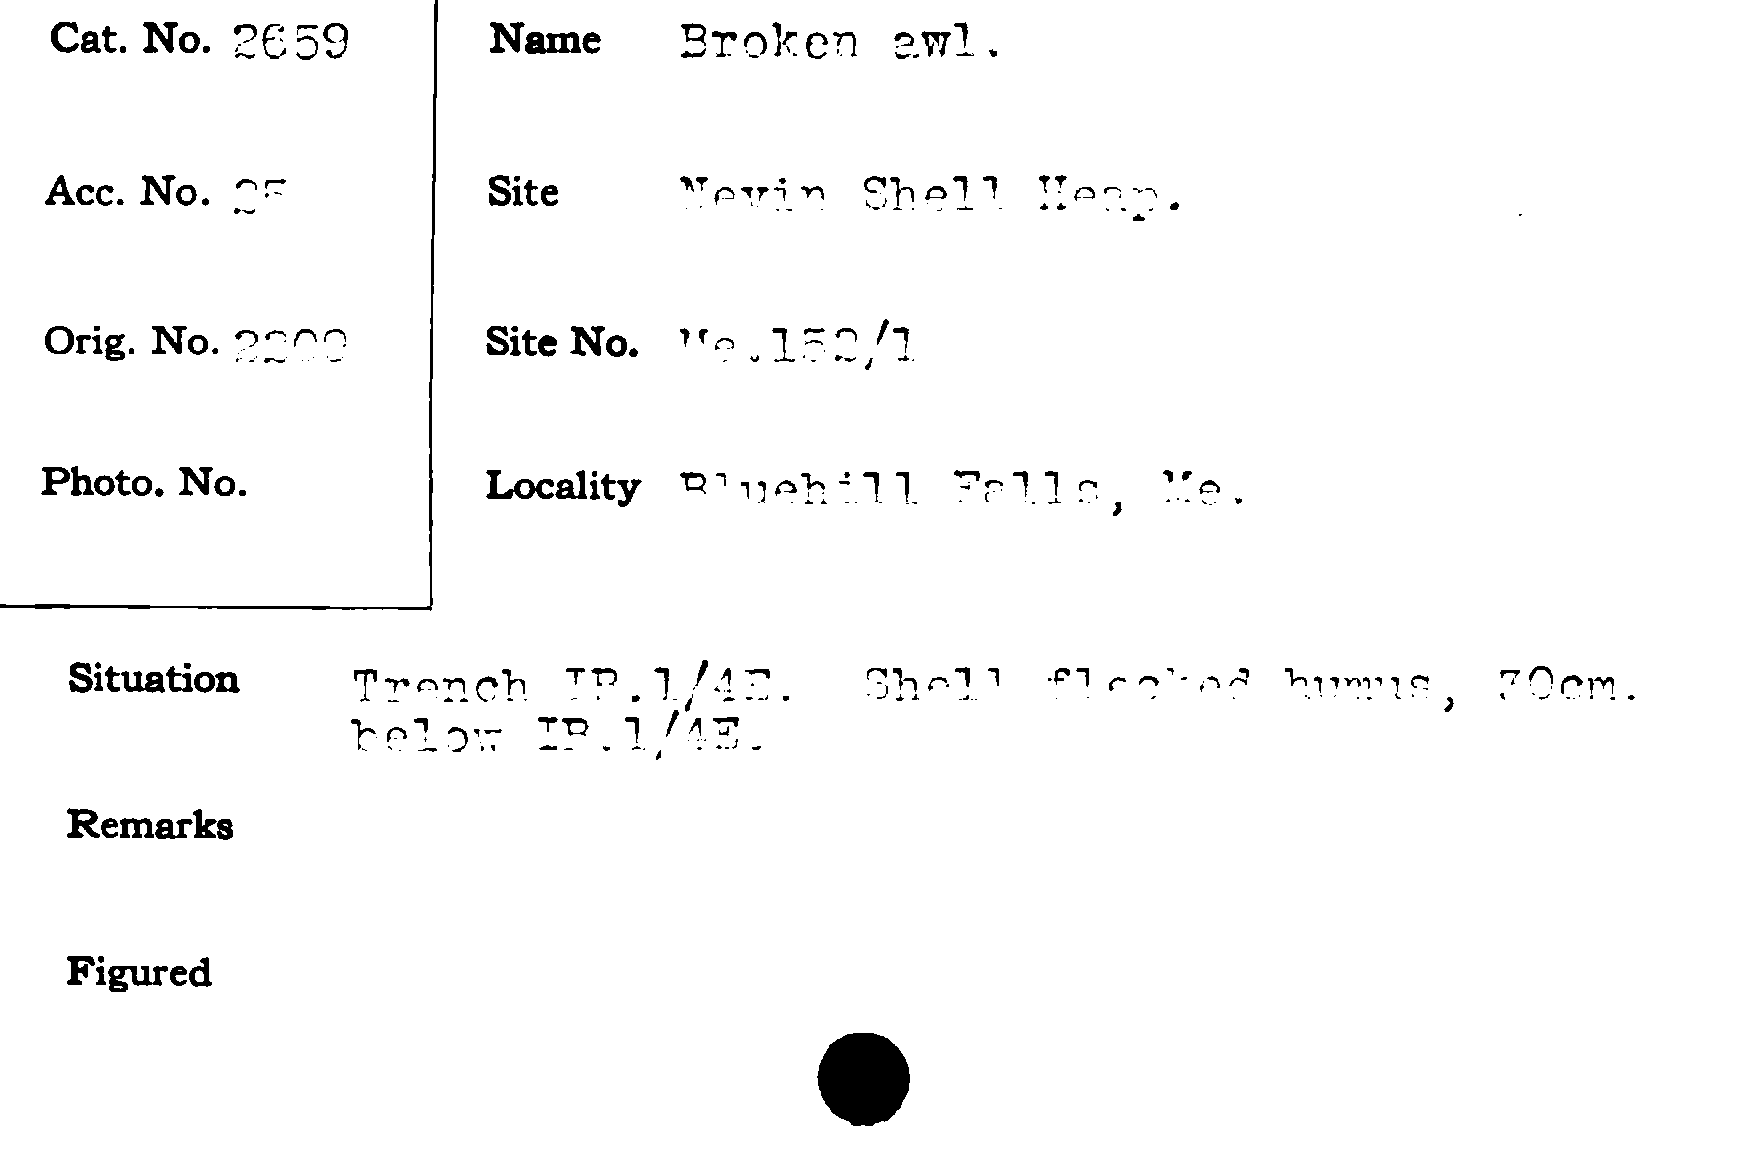 Cat. No. 2659
Name Broken awl.
Acc. No. 25
Site Nevin Shell Heap.
Orig. No.
Site No. Me.152/1
Photo. No.
Locality Bluehill Falls, Me.
Situation Trench IP.1/4E. Shell flecked humus, 70cm.
below IP.1/4E.
Remarks
Figured